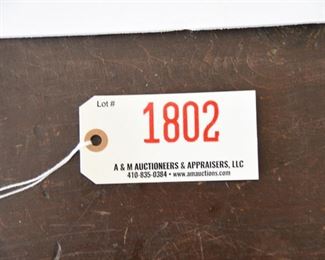 Lot #
1802
A & M AUCTIONEERS & APPRAISERS, LLC
410-835-0384 • www.amauctions.com